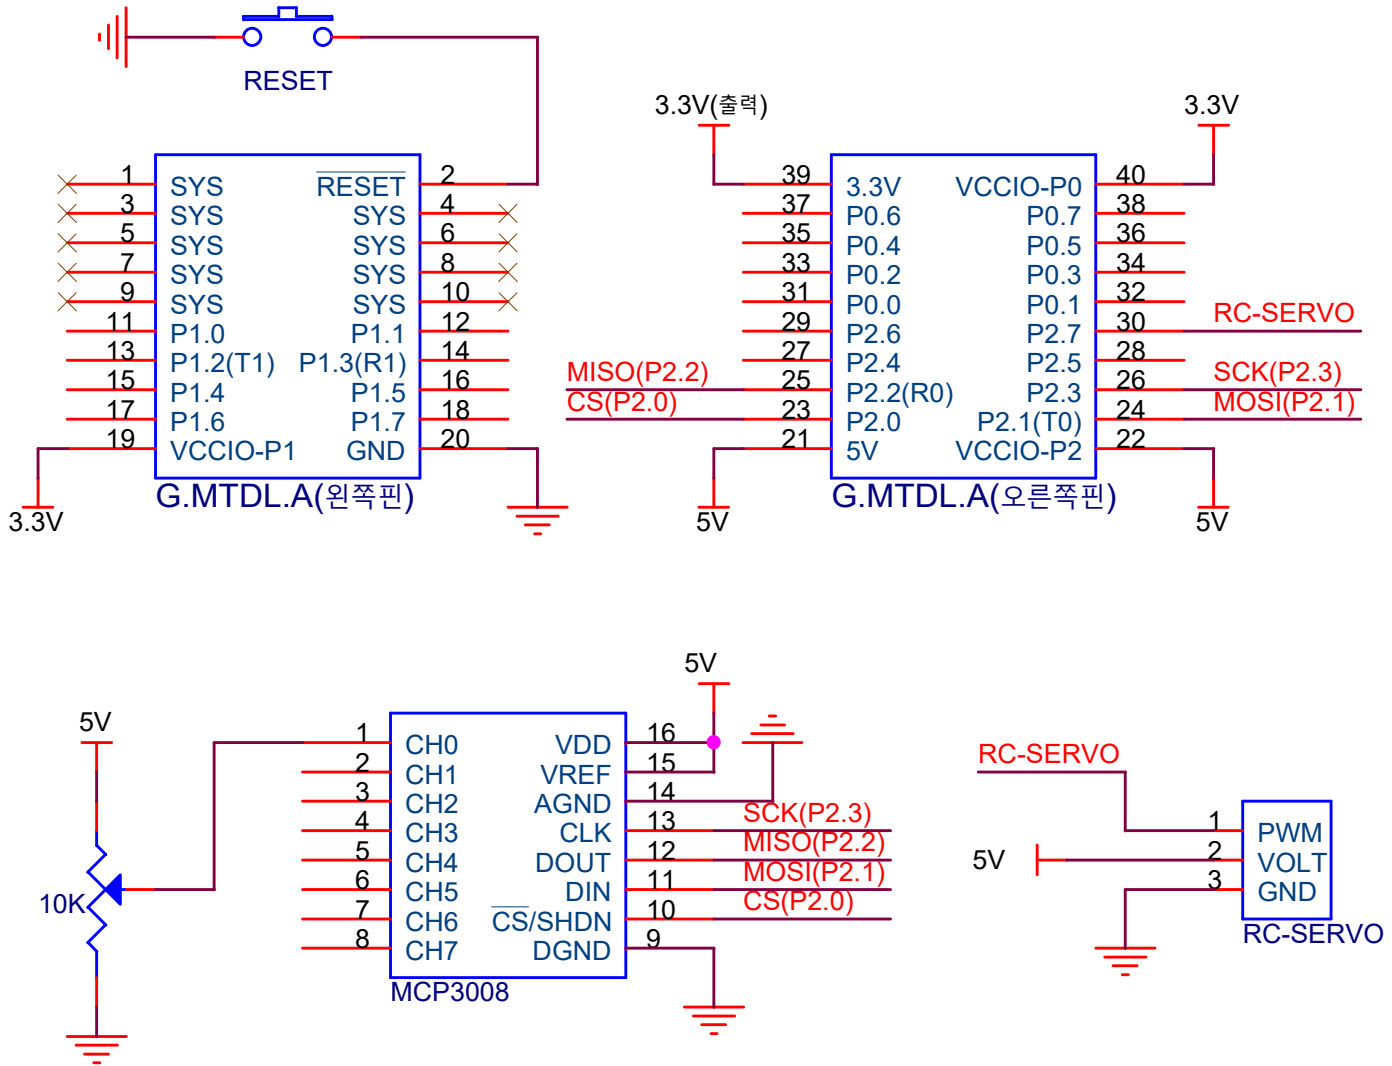 RESET
3.3V(출력)
3.3V
1 SYS RESET 2
3 SYS SYS 4
5 SYS SYS 6
7 SYS SYS 8
9 SYS SYS 10
11 P1.0 P1.1 12
13 P1.2(T1) P1.3(R1) 14
15 P1.4 P1.5 16
17 P1.6 P1.7 18
19 VCCIO-P1 GND 20
G.MTDL.A(왼쪽핀)
3.3V
39 3.3V VCCIO-P0 40
37 P0.6 P0.7 38
35 P0.4 P0.5 36
33 P0.2 P0.3 34
31 P0.0 P0.1 32
29 P2.6 P2.7 30 RC-SERVO
27 P2.4 P2.5 28
MISO(P2.2) 25 P2.2(R0) P2.3 26 SCK(P2.3)
CS(P2.0) 23 P2.0 P2.1(T0) 24 MOSI(P2.1)
21 5V VCCIO-P2 22
G.MTDL.A(오른쪽핀)
5V
5V
5V
10K
5V
1 CH0 VDD 16
2 CH1 VREF 15
3 CH2 AGND 14
4 CH3 CLK 13 SCK(P2.3)
5 CH4 DOUT 12 MISO(P2.2)
6 CH5 DIN 11 MOSI(P2.1)
7 CH6 CS/SHDN 10 CS(P2.0)
8 CH7 DGND 9
MCP3008
RC-SERVO
1 PWM
5V 2 VOLT
3 GND
RC-SERVO